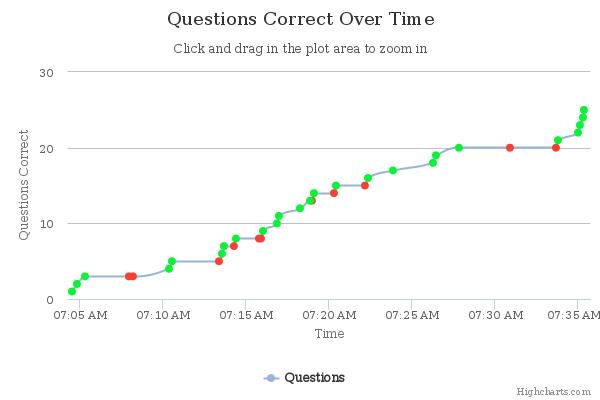 Questions Correct Over Time
Click and drag in the plot area to zoom in
Questions Correct
30
20
10
0
07:05 AM 07:10 AM 07:15 AM 07:20 AM 07:25 AM 07:30 AM 07:35 AM
Time
Questions
Highcharts.com